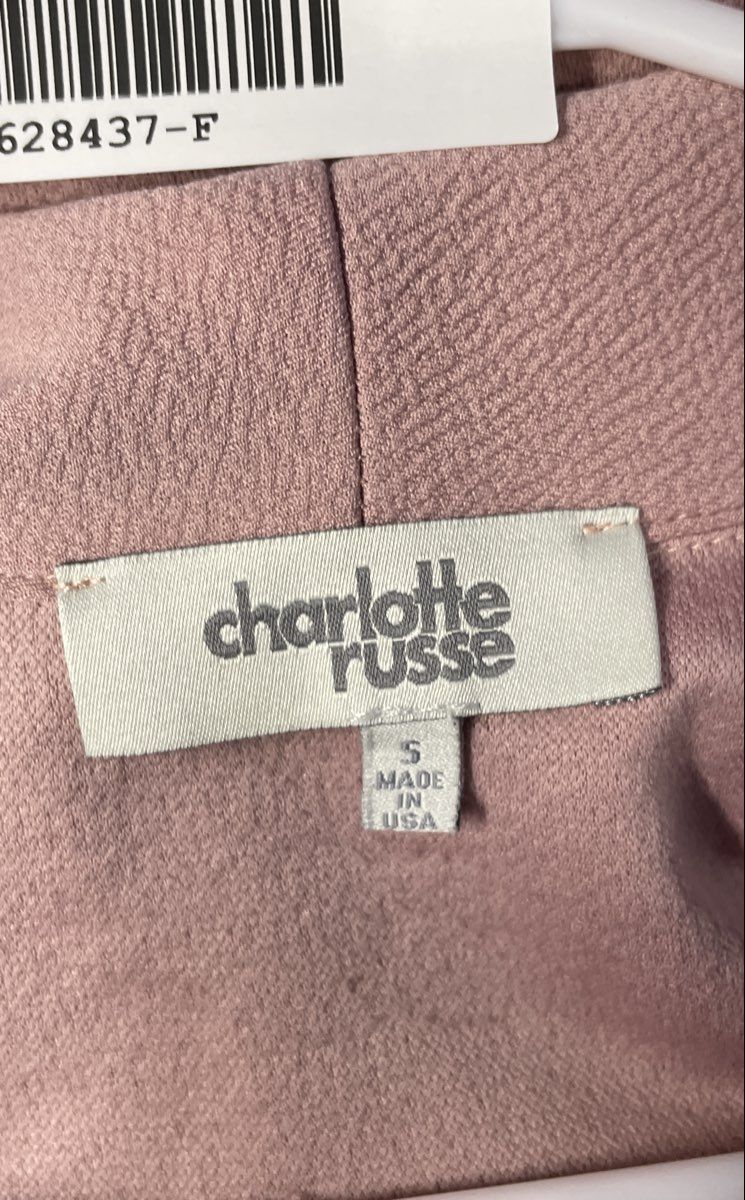 628437-F
charlotte
russe
S
MADE
IN
USA